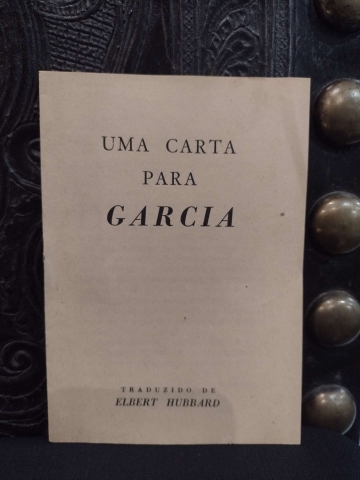 UMA CARTA
PARA
GARCIA
TRADUZIDO DE
ELBERT HUBBARD